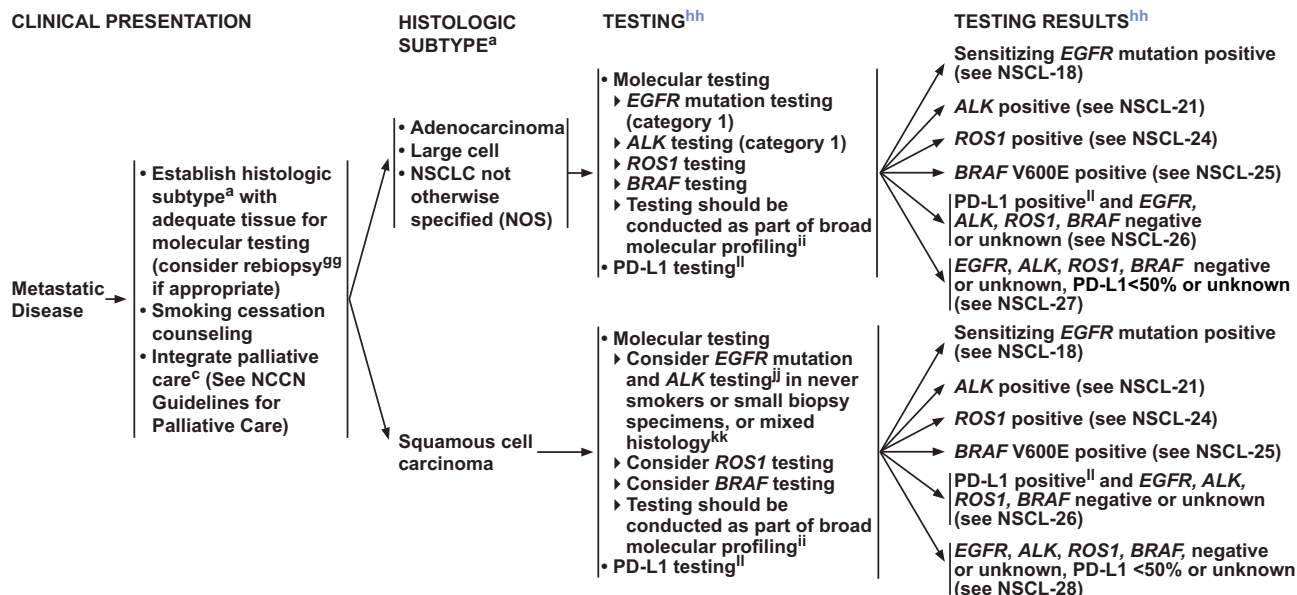 CLINICAL PRESENTATION
HISTOLOGIC
SUBTYPEa
TESTINGhh
TESTING RESULTShh
Metastatic
Disease
• Establish histologic
subtypea with
adequate tissue for
molecular testing
(consider rebiopsygg
if appropriate)
• Smoking cessation
counseling
• Integrate palliative
carec (See NCCN
Guidelines for
Palliative Care)
• Adenocarcinoma
• Large cell
• NSCLC not
otherwise
specified (NOS)
• Molecular testing
EGFR mutation testing
(category 1)
ALK testing (category 1)
ROS1 testing
BRAF testing
Testing should be
conducted as part of broad
molecular profilingii
• PD-L1 testingll
Sensitizing EGFR mutation positive
(see NSCL-18)
ALK positive (see NSCL-21)
ROS1 positive (see NSCL-24)
BRAF V600E positive (see NSCL-25)
PD-L1 positivell and EGFR,
ALK, ROS1, BRAF negative
or unknown (see NSCL-26)
EGFR, ALK, ROS1, BRAF negative
or unknown, PD-L1<50% or unknown
(see NSCL-27)
Squamous cell
carcinoma
• Molecular testing
Consider EGFR mutation
and ALK testingjj in never
smokers or small biopsy
specimens, or mixed
histologykk
Consider ROS1 testing
Consider BRAF testing
Testing should be
conducted as part of broad
molecular profilingii
• PD-L1 testingll
Sensitizing EGFR mutation positive
(see NSCL-18)
ALK positive (see NSCL-21)
ROS1 positive (see NSCL-24)
BRAF V600E positive (see NSCL-25)
PD-L1 positivell and EGFR, ALK,
ROS1, BRAF negative or unknown
(see NSCL-26)
EGFR, ALK, ROS1, BRAF, negative
or unknown, PD-L1 <50% or unknown
(see NSCL-28)